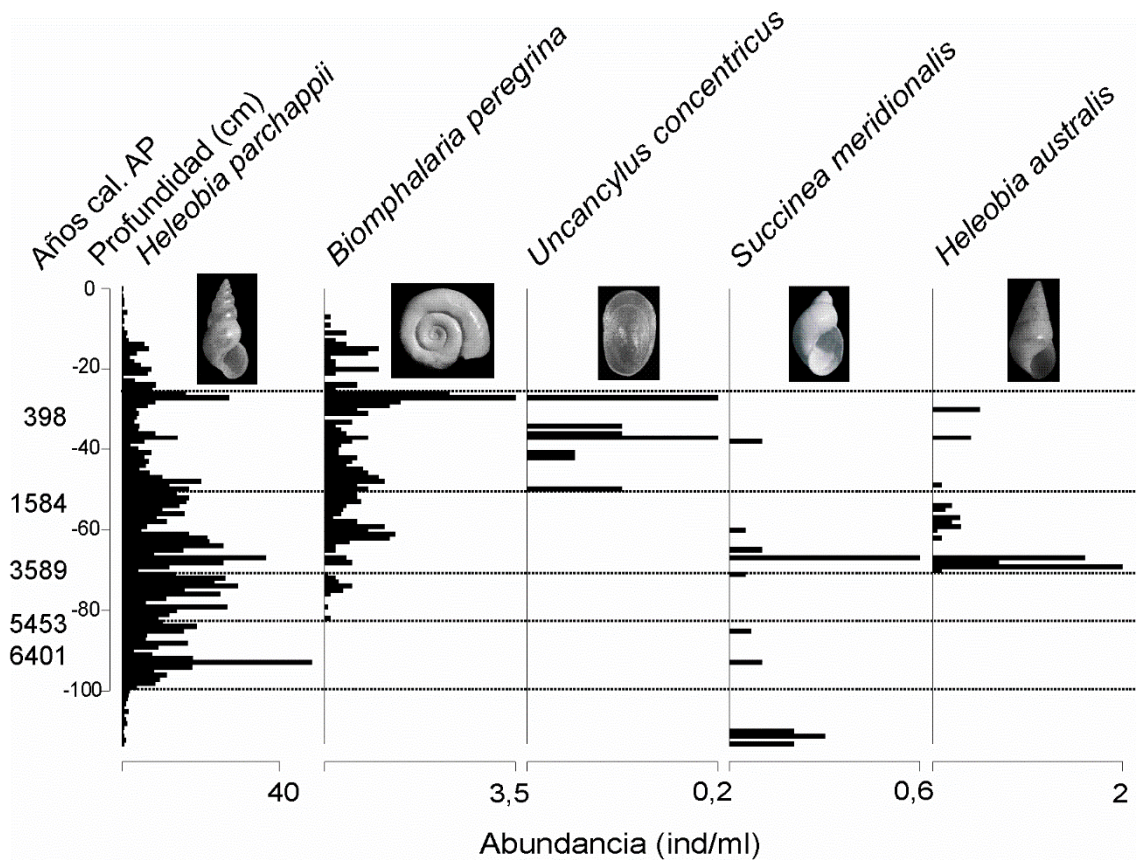 Años cal. AP
Profundidad (cm)
Heleobia parchappii
Biomphalaria peregrina
Uncancylus concentricus
Succinea meridionalis
Heleobia australis
0
-20
398
-40
1584
-60
3589
-80
5453
6401
-100
40
3,5
0,2
0,6
2
Abundancia (ind/ml)